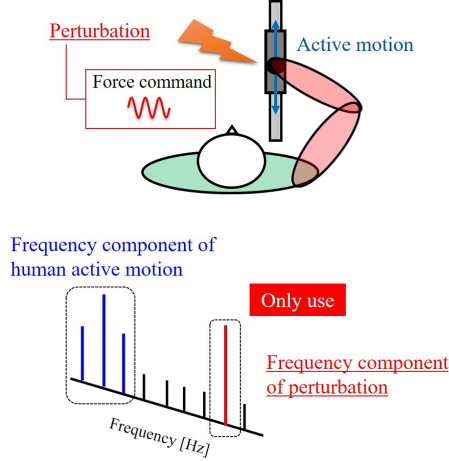 Perturbation
Active motion
Force command
Frequency component of
human active motion
Only use
Frequency component
of perturbation
Frequency [Hz]